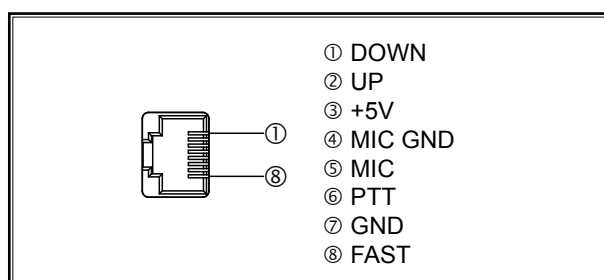 ① DOWN
② UP
③ +5V
④ MIC GND
⑤ MIC
⑥ PTT
⑦ GND
⑧ FAST
①
⑧